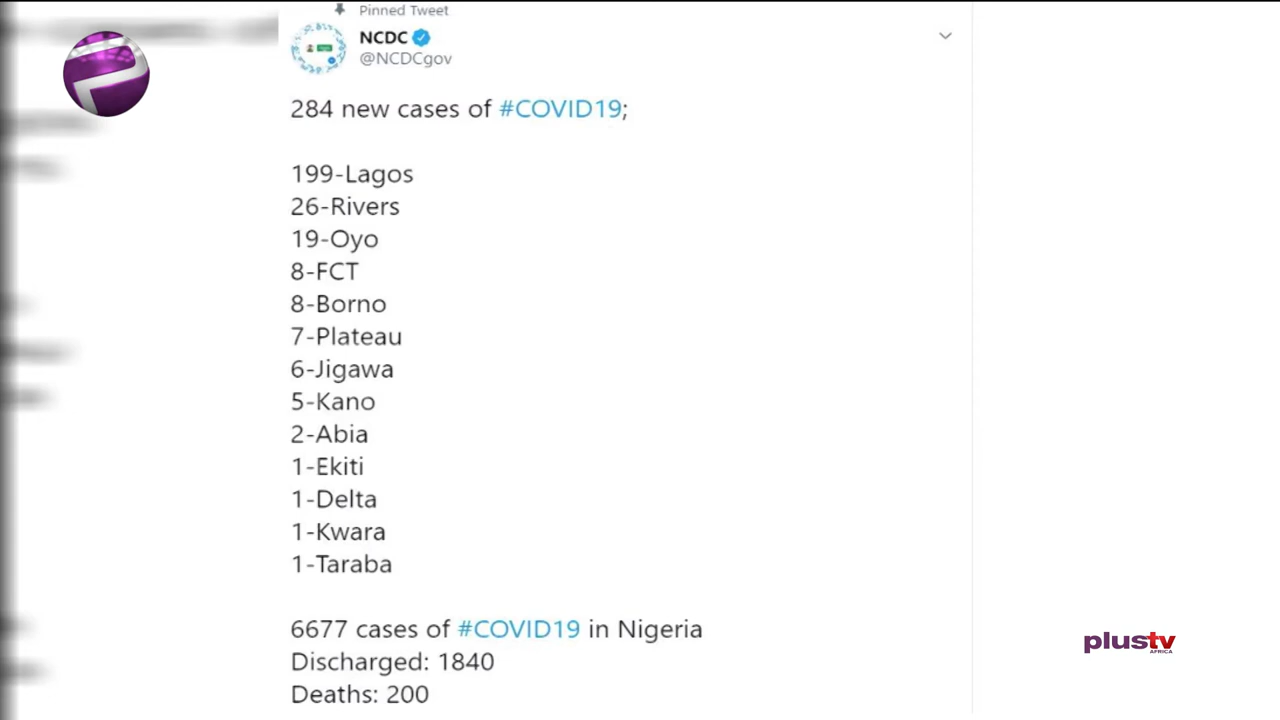 Pinned Tweet
NCDC
@NCDCgov
284 new cases of #COVID19;
199-Lagos
26-Rivers
19-Oyo
8-FCT
8-Borno
7-Plateau
6-Jigawa
5-Kano
2-Abia
1-Ekiti
1-Delta
1-Kwara
1-Taraba
6677 cases of #COVID19 in Nigeria
Discharged: 1840
Deaths: 200
plustv
AFRICA